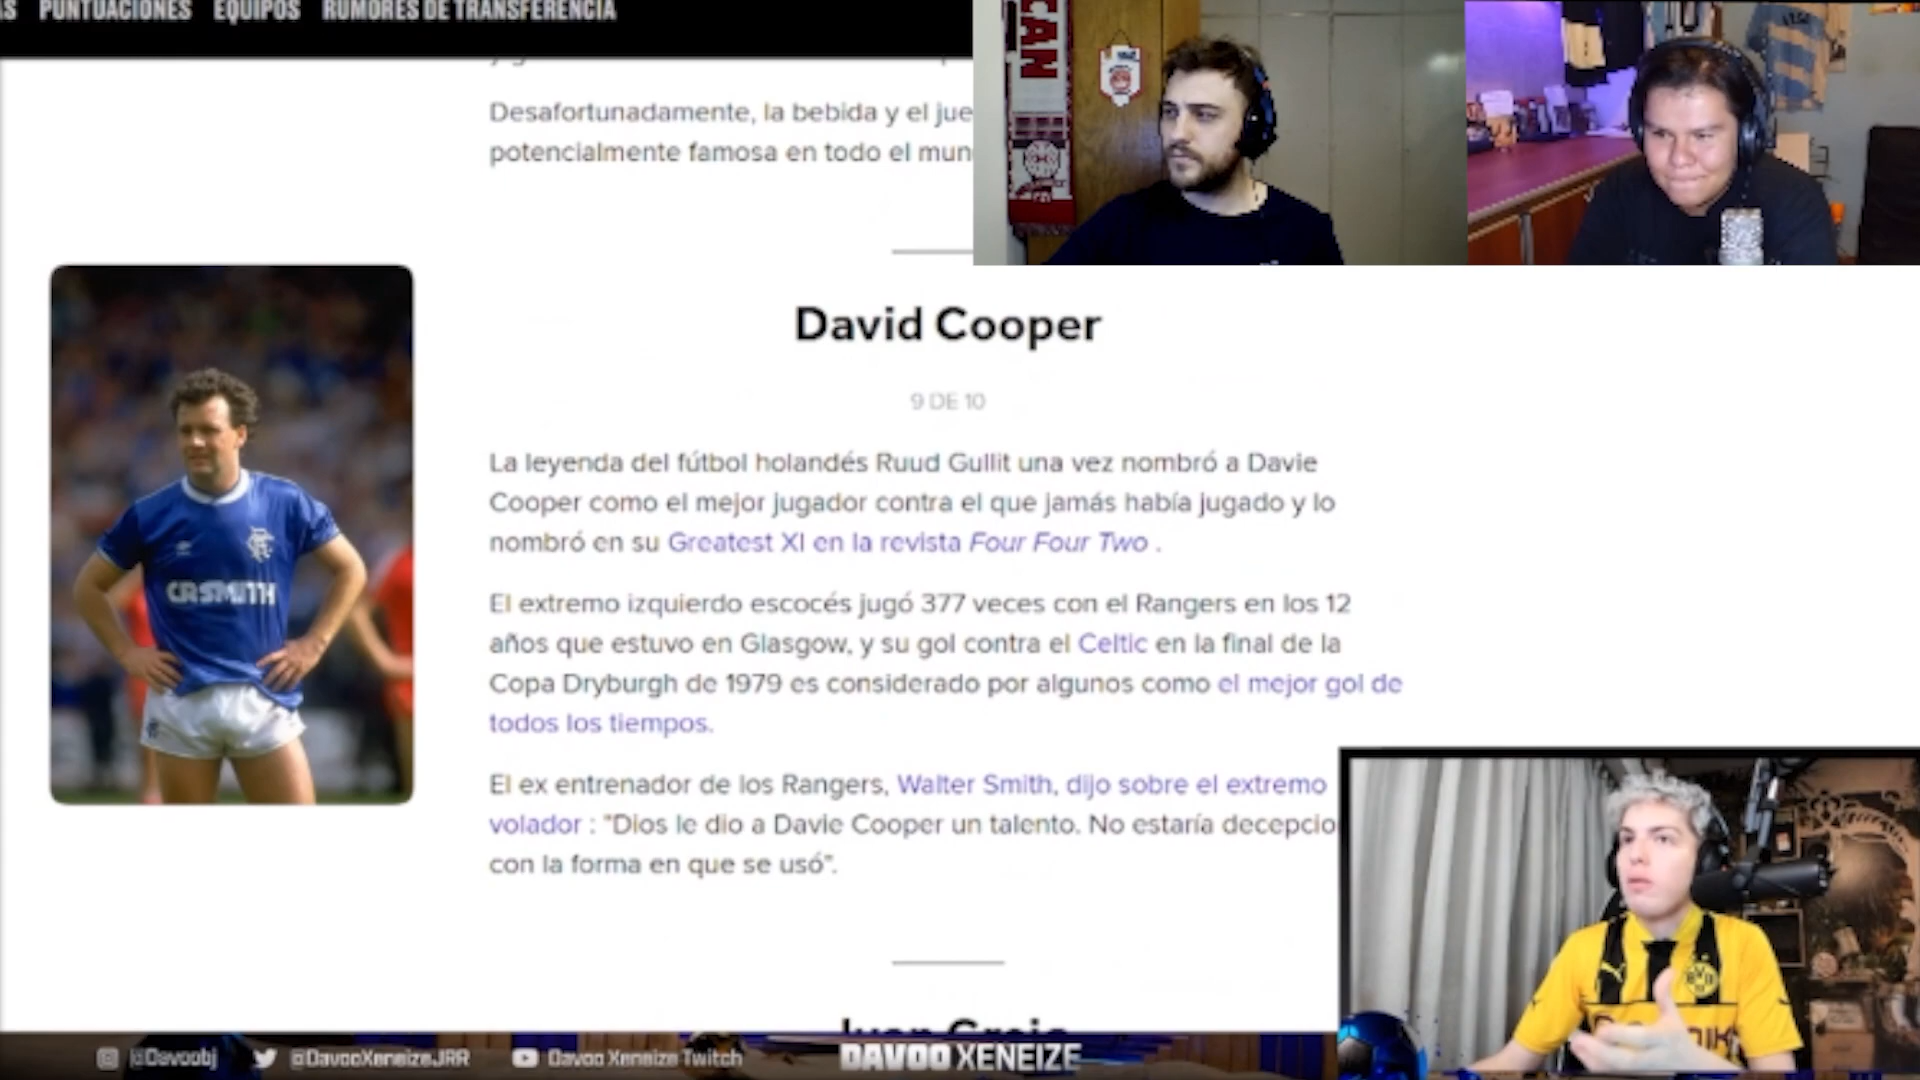 PUNTUACIONES EQUIPOS RUMORES DE TRANSFERENCIA
Desafortunadamente, la bebida y el jue
potencialmente famosa en todo el mun
CAN
David Cooper
9 DE 10
La leyenda del fútbol holandés Ruud Gullit una vez nombró a Davie
Cooper como el mejor jugador contra el que jamás había jugado y lo
nombró en su Greatest XI en la revista Four Four Two .
El extremo izquierdo escocés jugó 377 veces con el Rangers en los 12
años que estuvo en Glasgow, y su gol contra el Celtic en la final de la
Copa Dryburgh de 1979 es considerado por algunos como el mejor gol de
todos los tiempos.
El ex entrenador de los Rangers, Walter Smith, dijo sobre el extremo
volador : "Dios le dio a Davie Cooper un talento. No estaría decepcio
con la forma en que se usó".
CR SMITH
BVB
@Davoobj @DavooXeneizeJRR Davoo Xeneize Twitch DAVOO XENEIZE